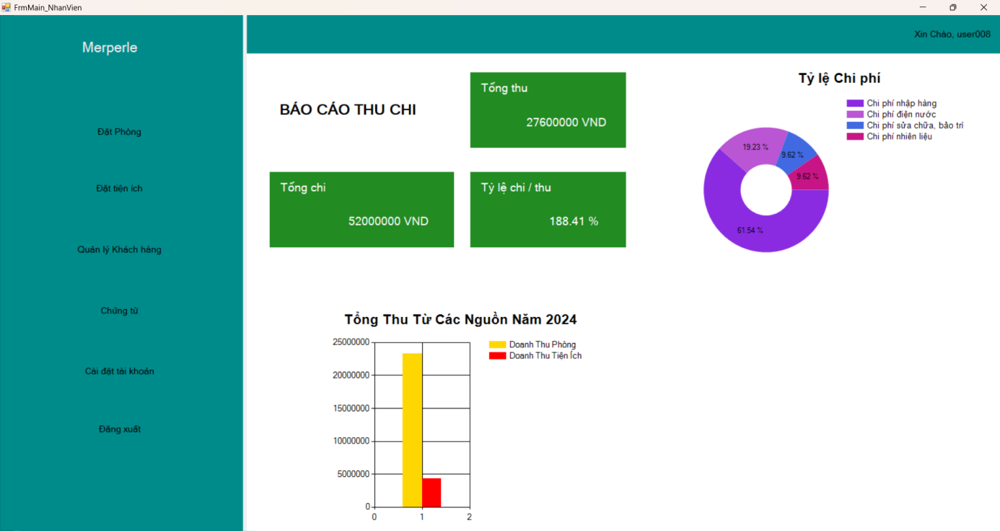 FrmMain_NhanVien
Merperle
Xin Chào, user008
Đặt Phòng
Đặt tiện ích
Quản lý Khách hàng
Chứng từ
Cài đặt tài khoản
Đăng xuất
BÁO CÁO THU CHI
Tổng thu
27600000 VND
Tổng chi
52000000 VND
Tỷ lệ chi / thu
188.41 %
Tỷ lệ Chi phí
Chi phí nhập hàng
Chi phí điện nước
Chi phí sửa chữa, bảo trì
Chi phí nhiên liệu
19.23 %
9.62 %
9.62 %
61.54 %
Tổng Thu Từ Các Nguồn Năm 2024
Doanh Thu Phòng
Doanh Thu Tiện Ích
25000000
20000000
15000000
10000000
5000000
0
0 1 2